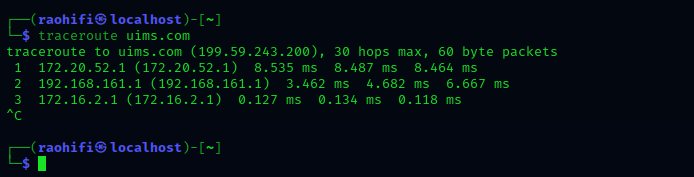 ┌──(raohifi㉿localhost)-[~]
└─$ traceroute uims.com
traceroute to uims.com (199.59.243.200), 30 hops max, 60 byte packets
 1  172.20.52.1 (172.20.52.1)  8.535 ms  8.487 ms  8.464 ms
 2  192.168.161.1 (192.168.161.1)  3.462 ms  4.682 ms  6.667 ms
 3  172.16.2.1 (172.16.2.1)  0.127 ms  0.134 ms  0.118 ms
^C
┌──(raohifi㉿localhost)-[~]
└─$